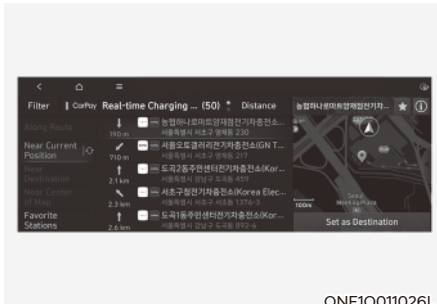 Filter
CarPay
Real-time Charging ... (50)
Distance
농협하나로마트양재점전기차...
Along Route
Near Current Position
Near Destination
Near Center of Map
Favorite Stations
190 m
농협하나로마트양재점전기차충전소...
서울특별시 서초구 양재동 230
710 m
서울오토갤러리전기차충전소(GN T...
서울특별시 서초구 양재동 217
2.1 km
도곡2동주민센터전기차충전소(Kor...
서울특별시 강남구 도곡동 459
2.3 km
서초구청전기차충전소(Korea Elec...
서울특별시 서초구 서초동 1376-3
2.6 km
도곡1동주민센터전기차충전소(Kor...
서울특별시 강남구 도곡동 892-6
100m
Seoul
Set as Destination
ONE1Q011026L